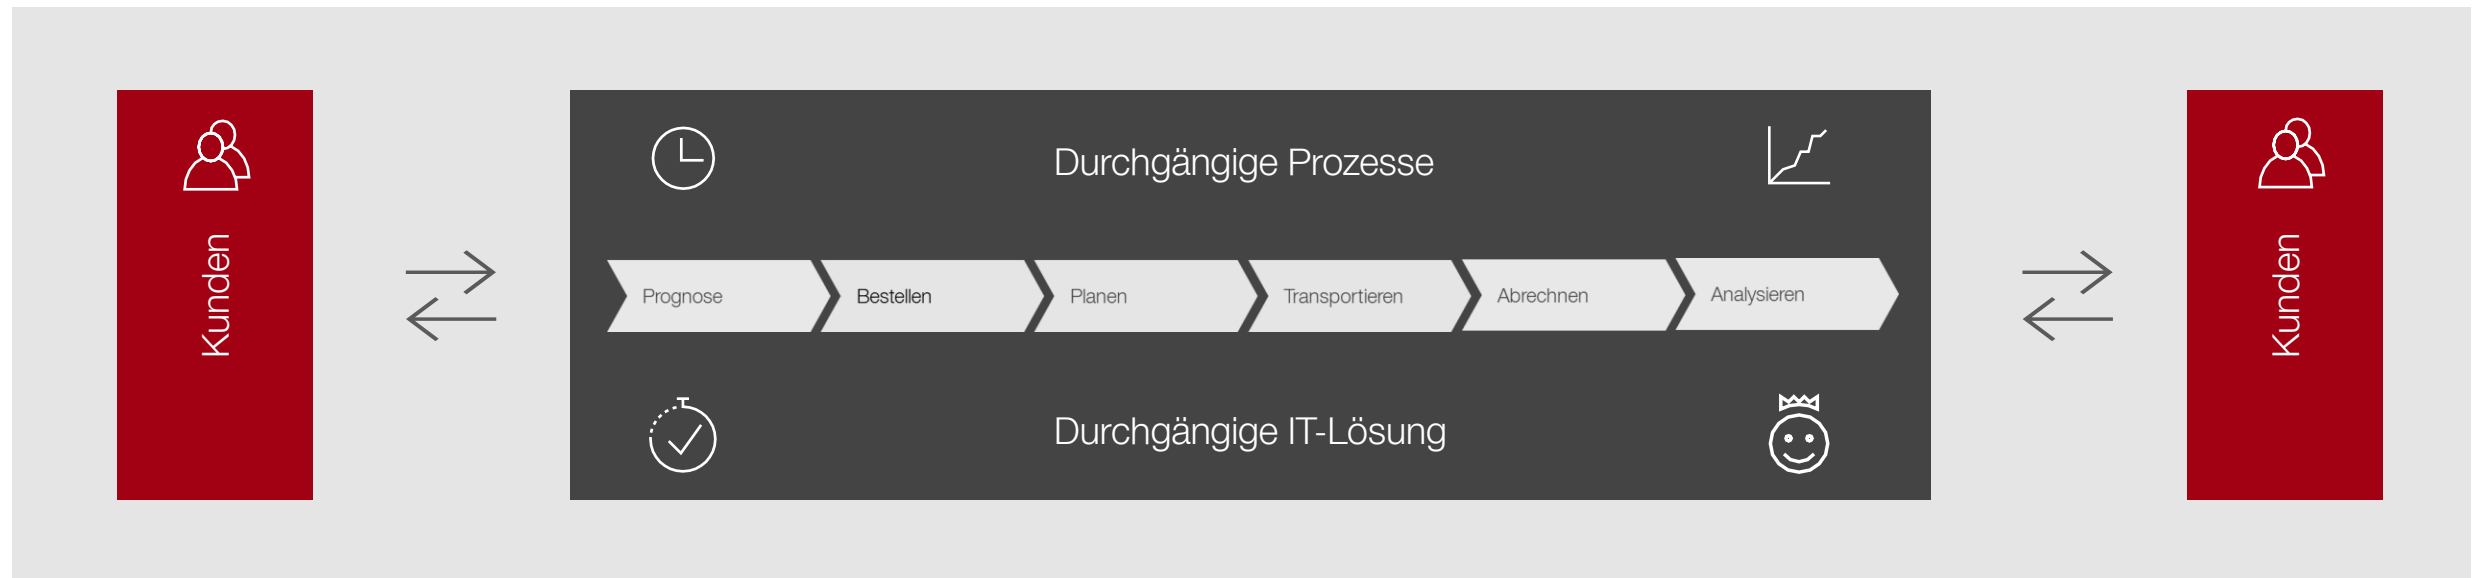 Kunden
Durchgängige Prozesse
Prognose
Bestellen
Planen
Transportieren
Abrechnen
Analysieren
Durchgängige IT-Lösung
Kunden